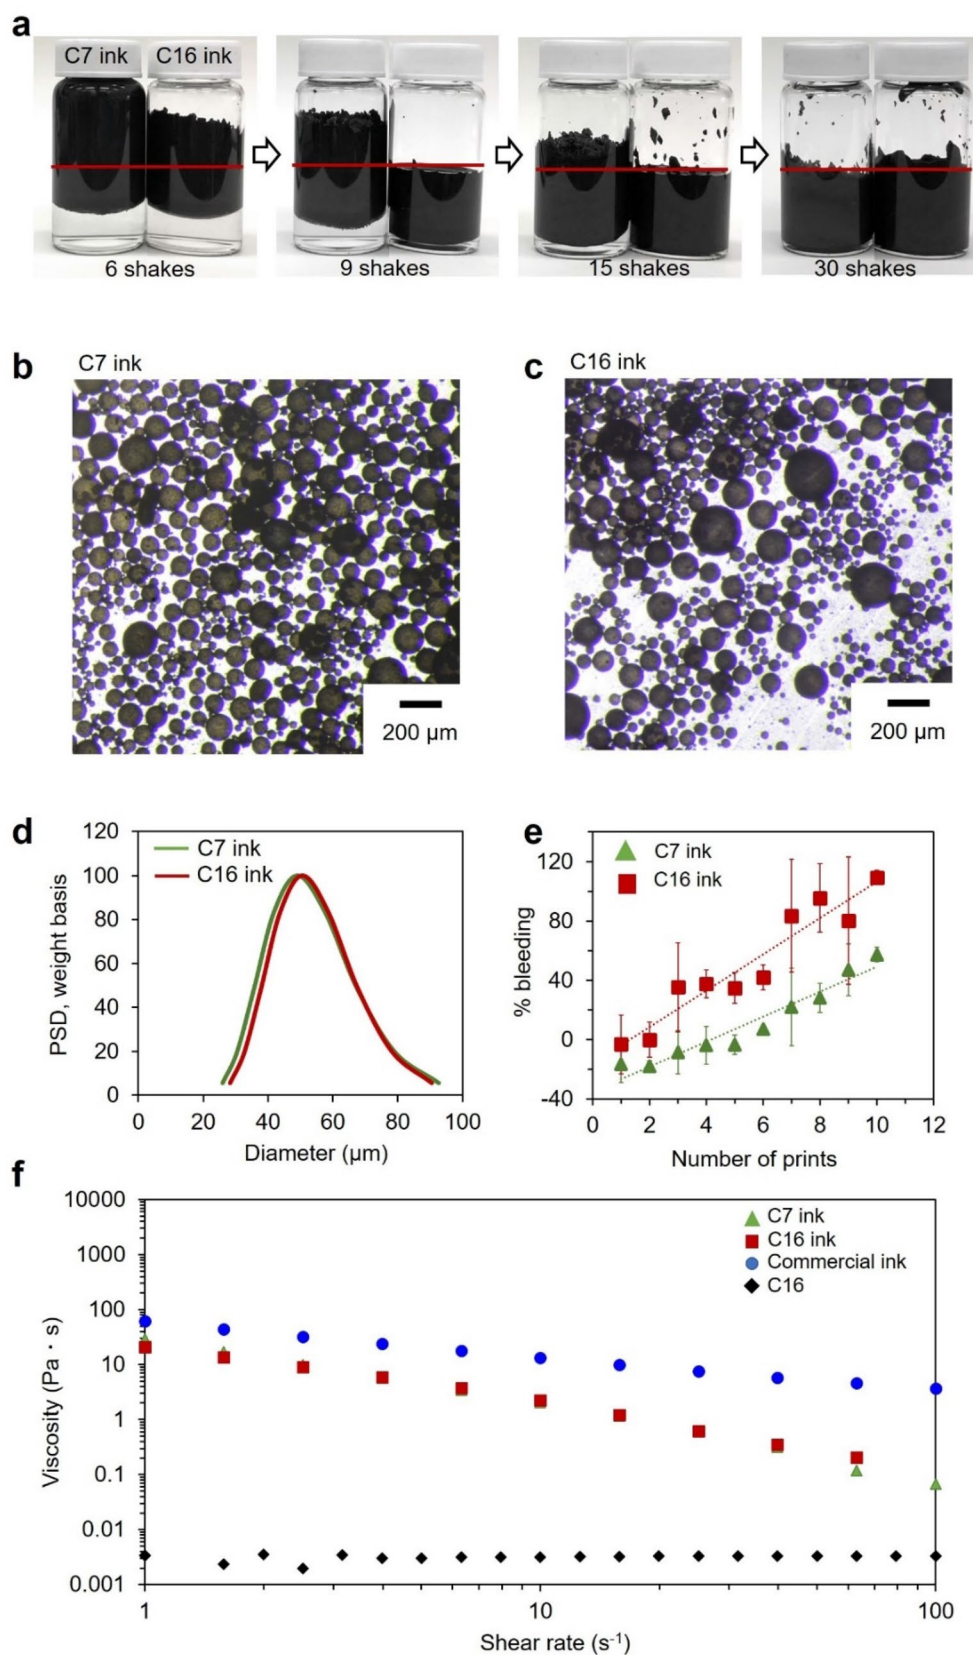 a
C7 ink
C16 ink
6 shakes
9 shakes
15 shakes
30 shakes
b
C7 ink
200 µm
c
C16 ink
200 µm
d
120
100
80
60
40
20
0
PSD, weight basis
C7 ink
C16 ink
0
20
40
60
80
100
Diameter (µm)
e
120
80
40
0
-40
% bleeding
C7 ink
C16 ink
0
2
4
6
8
10
12
Number of prints
f
10000
1000
100
10
1
0.1
0.01
0.001
Viscosity (Pa · s)
C7 ink
C16 ink
Commercial ink
C16
1
10
100
Shear rate (s⁻¹)